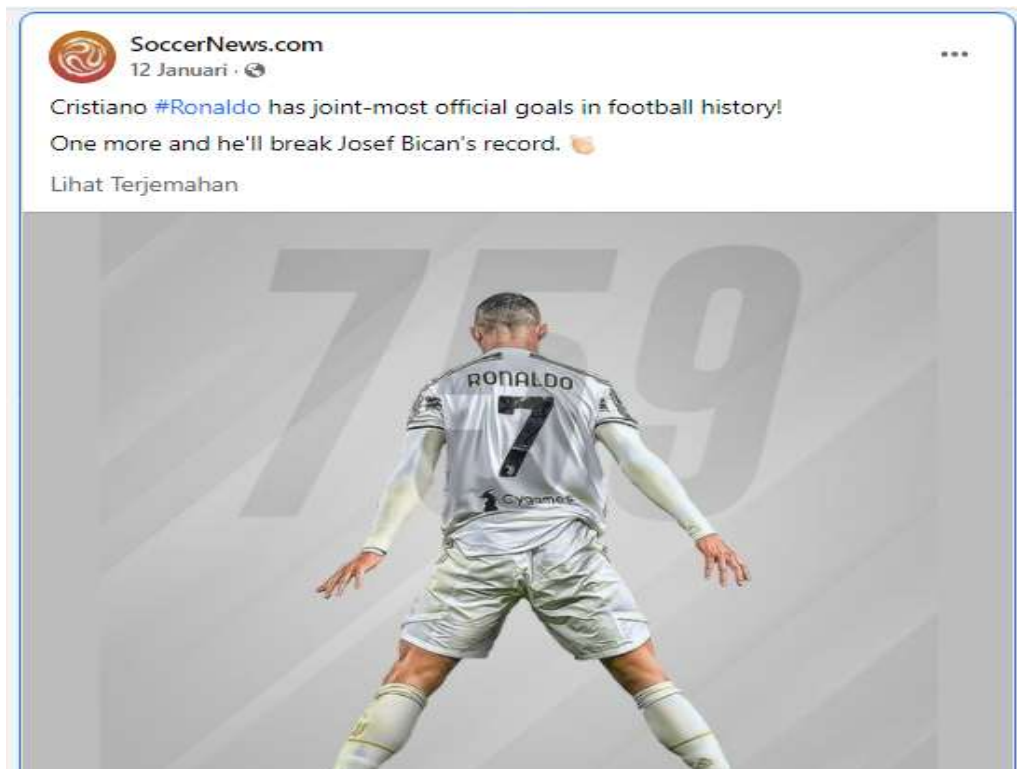 SoccerNews.com
12 Januari ·
Cristiano #Ronaldo has joint-most official goals in football history!
One more and he'll break Josef Bican's record.
Lihat Terjemahan
759
RONALDO
7
Cygames